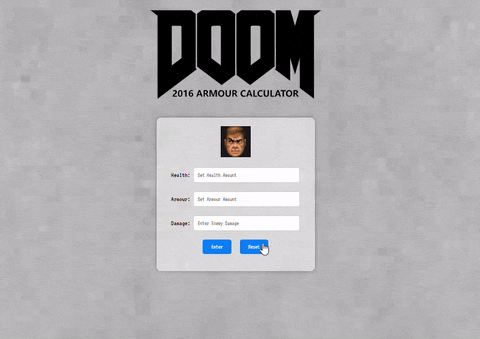 DOOM
2016 ARMOUR CALCULATOR
Health: Set Health Amount
Armour: Set Armour Amount
Damage: Enter Enemy Damage
Enter Reset